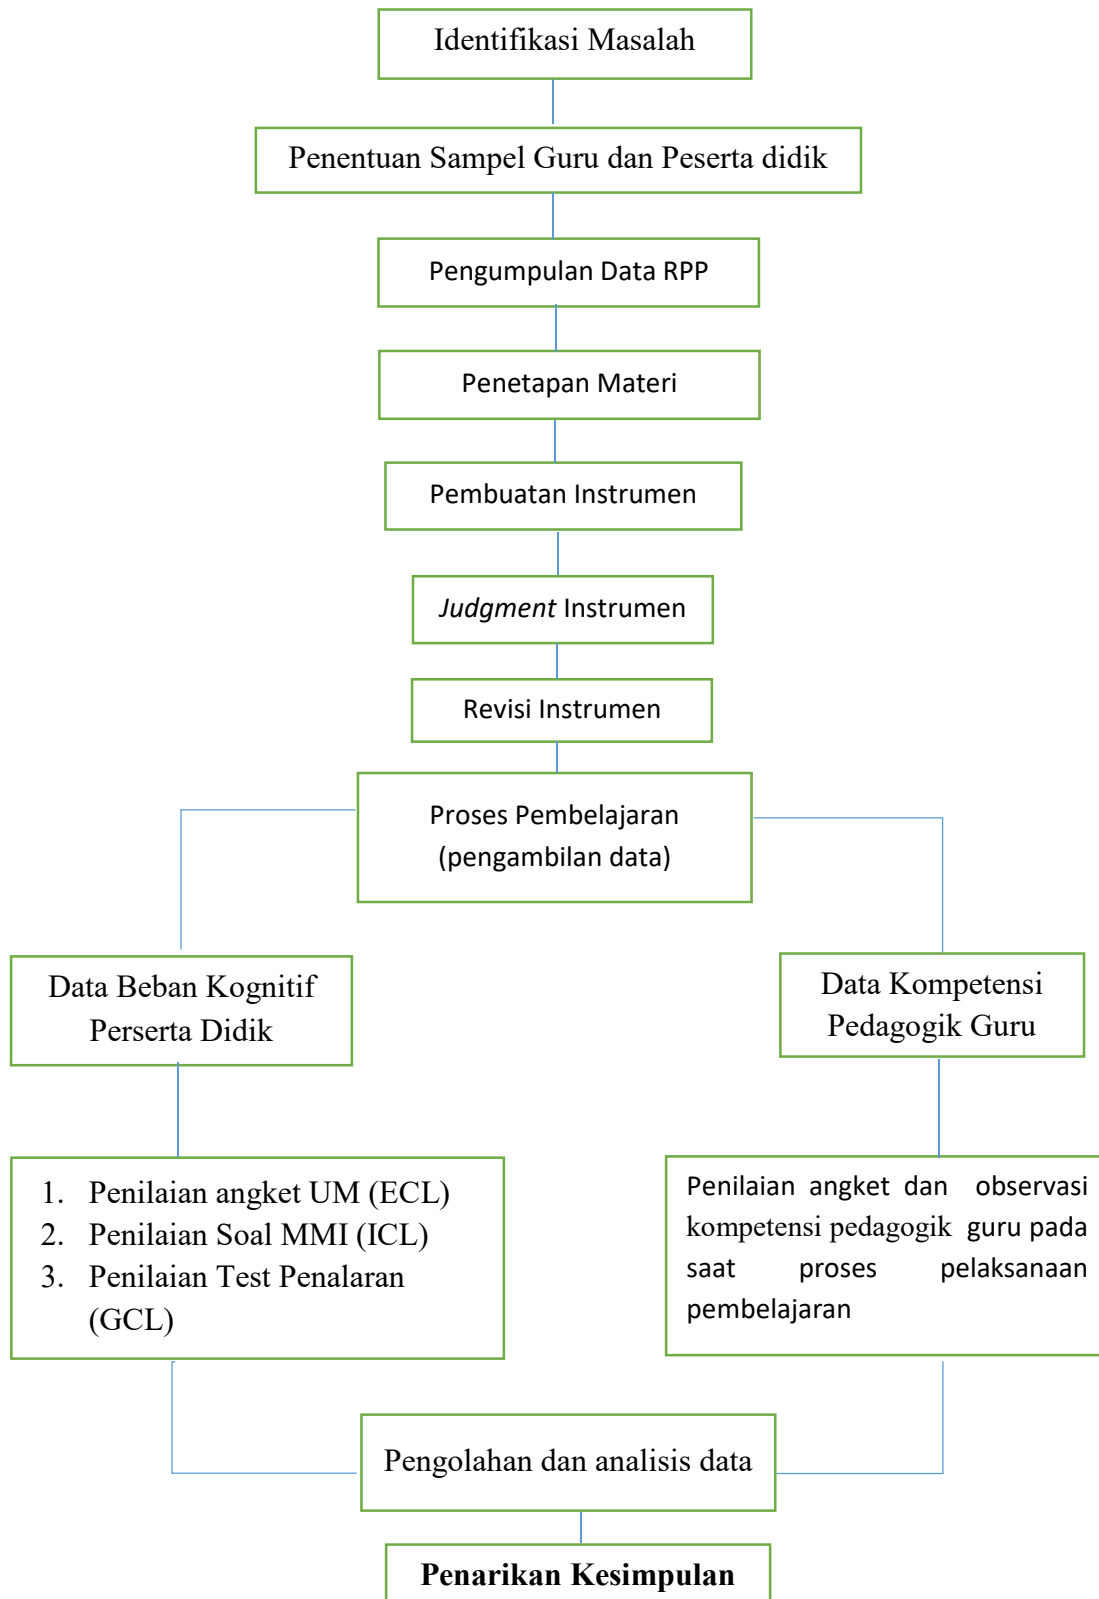 Identifikasi Masalah
Penentuan Sampel Guru dan Peserta didik
Pengumpulan Data RPP
Penetapan Materi
Pembuatan Instrumen
Judgment Instrumen
Revisi Instrumen
Proses Pembelajaran
(pengambilan data)
Data Beban Kognitif
Perserta Didik
Data Kompetensi
Pedagogik Guru
1. Penilaian angket UM (ECL)
2. Penilaian Soal MMI (ICL)
3. Penilaian Test Penalaran
(GCL)
Penilaian angket dan observasi
kompetensi pedagogik guru pada
saat proses pelaksanaan
pembelajaran
Pengolahan dan analisis data
Penarikan Kesimpulan